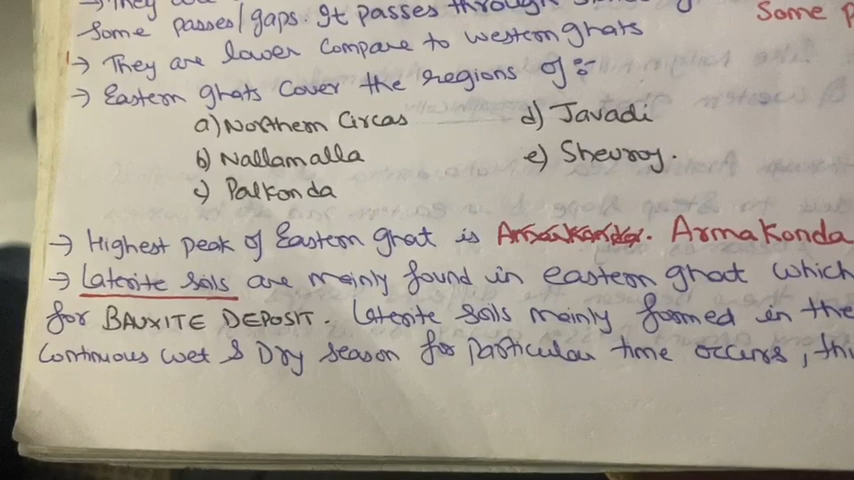 → They
Some passes/gaps. It passes through
Some
→ They are lower compare to western ghats
→ Eastern ghats cover the regions of :-
a) Northern Circas
d) Javadi
b) Nallamalla
e) Shevroy.
c) Palkonda
→ Highest peak of Eastern ghat is Armakonda. Armakonda
→ Laterite soils are mainly found in eastern ghat which
for BAUXITE DEPOSIT. Laterite soils mainly formed in the
Continuous wet & Dry season for particular time occurs,